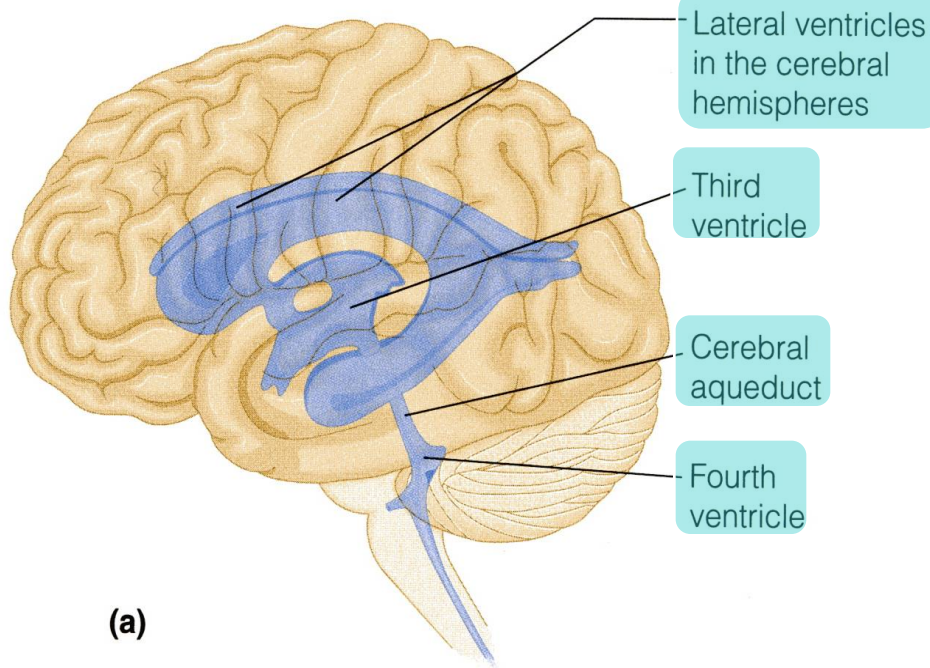 Lateral ventricles
in the cerebral
hemispheres
Third
ventricle
Cerebral
aqueduct
Fourth
ventricle
(a)